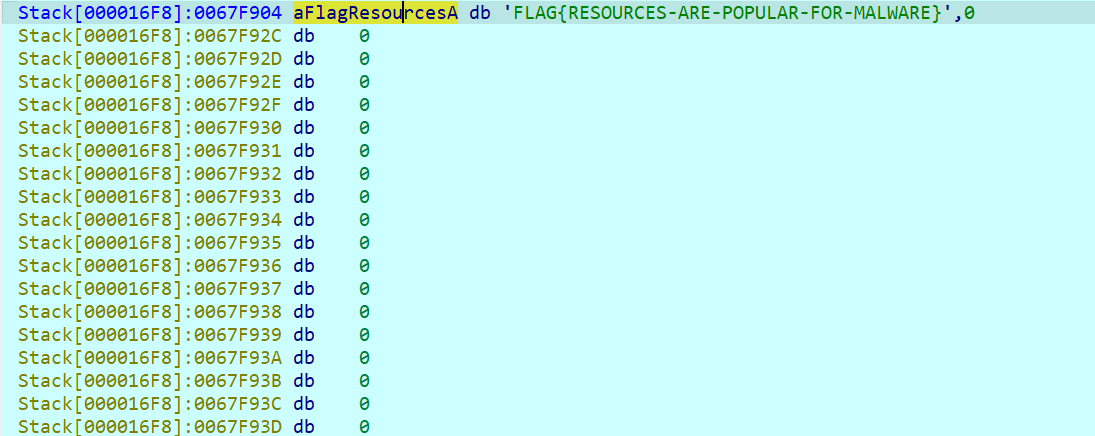 Stack[000016F8]:0067F904 aFlagResourcesA db 'FLAG{RESOURCES-ARE-POPULAR-FOR-MALWARE}',0
Stack[000016F8]:0067F92C db 0
Stack[000016F8]:0067F92D db 0
Stack[000016F8]:0067F92E db 0
Stack[000016F8]:0067F92F db 0
Stack[000016F8]:0067F930 db 0
Stack[000016F8]:0067F931 db 0
Stack[000016F8]:0067F932 db 0
Stack[000016F8]:0067F933 db 0
Stack[000016F8]:0067F934 db 0
Stack[000016F8]:0067F935 db 0
Stack[000016F8]:0067F936 db 0
Stack[000016F8]:0067F937 db 0
Stack[000016F8]:0067F938 db 0
Stack[000016F8]:0067F939 db 0
Stack[000016F8]:0067F93A db 0
Stack[000016F8]:0067F93B db 0
Stack[000016F8]:0067F93C db 0
Stack[000016F8]:0067F93D db 0